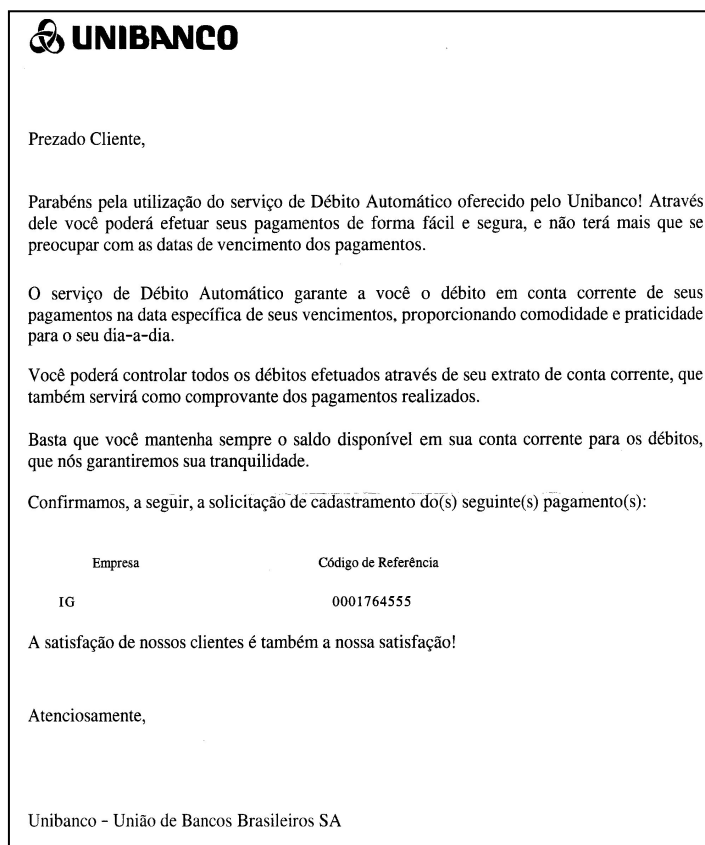 UNIBANCO
Prezado Cliente,
Parabéns pela utilização do serviço de Débito Automático oferecido pelo Unibanco! Através
dele você poderá efetuar seus pagamentos de forma fácil e segura, e não terá mais que se
preocupar com as datas de vencimento dos pagamentos.
O serviço de Débito Automático garante a você o débito em conta corrente de seus
pagamentos na data específica de seus vencimentos, proporcionando comodidade e praticidade
para o seu dia-a-dia.
Você poderá controlar todos os débitos efetuados através de seu extrato de conta corrente, que
também servirá como comprovante dos pagamentos realizados.
Basta que você mantenha sempre o saldo disponível em sua conta corrente para os débitos,
que nós garantiremos sua tranquilidade.
Confirmamos, a seguir, a solicitação de cadastramento do(s) seguinte(s) pagamento(s):
Empresa Código de Referência
IG 0001764555
A satisfação de nossos clientes é também a nossa satisfação!
Atenciosamente,
Unibanco - União de Bancos Brasileiros SA